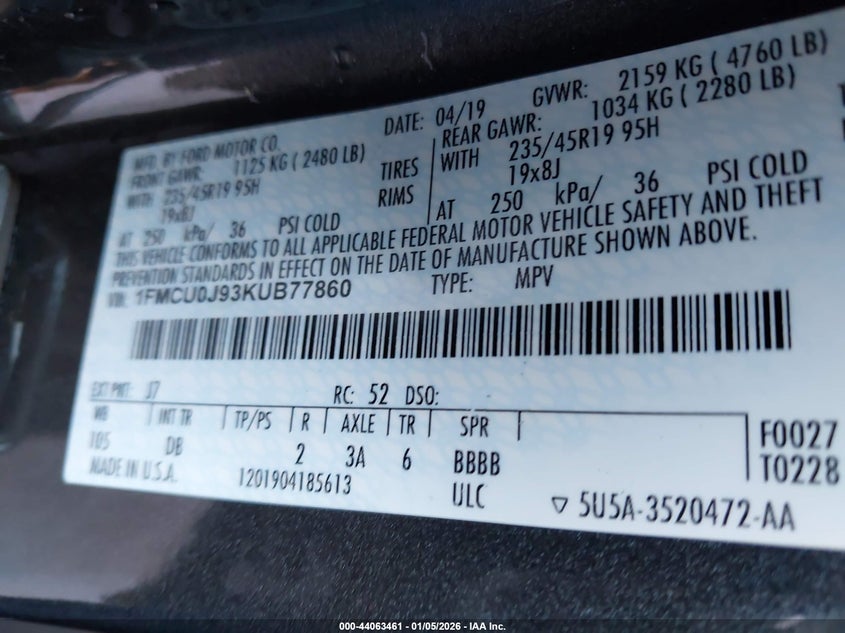 MFD. BY FORD MOTOR CO.
DATE: 04/19 GVWR: 2159 KG ( 4760 LB)
FRONT GAWR: 1125 KG ( 2480 LB) REAR GAWR: 1034 KG ( 2280 LB)
WITH 235/45R19 95H TIRES WITH 235/45R19 95H
19x8J RIMS 19x8J
AT 250 kPa/ 36 PSI COLD AT 250 kPa/ 36 PSI COLD
THIS VEHICLE CONFORMS TO ALL APPLICABLE FEDERAL MOTOR VEHICLE SAFETY AND THEFT
PREVENTION STANDARDS IN EFFECT ON THE DATE OF MANUFACTURE SHOWN ABOVE.
VIN: 1FMCU0J93KUB77860 TYPE: MPV
EXT PNT: J7 RC: 52 DSO:
WB INT TR TP/PS R AXLE TR SPR
105 DB 2 3A 6 BBBB
F0027
T0228
MADE IN U.S.A. 1201904185613 ULC
5U5A-3520472-AA
000-44063461 - 01/05/2026 - IAA Inc.